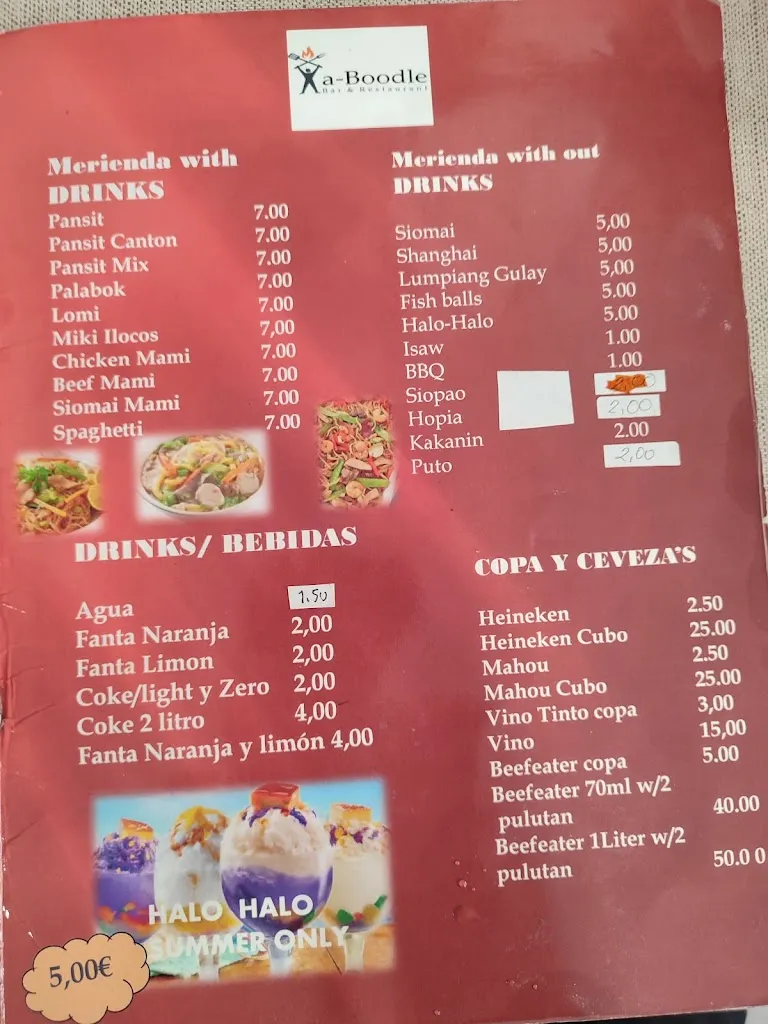 a-Boodle
Bar & Restaurant
Merienda with
DRINKS
Pansit 7.00
Pansit Canton 7.00
Pansit Mix 7.00
Palabok 7.00
Lomi 7.00
Miki Ilocos 7,00
Chicken Mami 7.00
Beef Mami 7.00
Siomai Mami 7.00
Spaghetti 7.00
Merienda with out
DRINKS
Siomai 5,00
Shanghai 5,00
Lumpiang Gulay 5,00
Fish balls 5.00
Halo-Halo 5.00
Isaw 1.00
BBQ 1.00
Siopao
Hopia 2,00
Kakanin 2.00
Puto 2,00
DRINKS/ BEBIDAS
Agua 1.50
Fanta Naranja 2,00
Fanta Limon 2,00
Coke/light y Zero 2,00
Coke 2 litro 4,00
Fanta Naranja y limón 4,00
COPA Y CEVEZA'S
Heineken 2.50
Heineken Cubo 25.00
Mahou 2.50
Mahou Cubo 25.00
Vino Tinto copa 3,00
Vino 15,00
Beefeater copa 5.00
Beefeater 70ml w/2
pulutan 40.00
Beefeater 1Liter w/2
pulutan 50.0 0
HALO HALO
SUMMER ONLY
5,00€